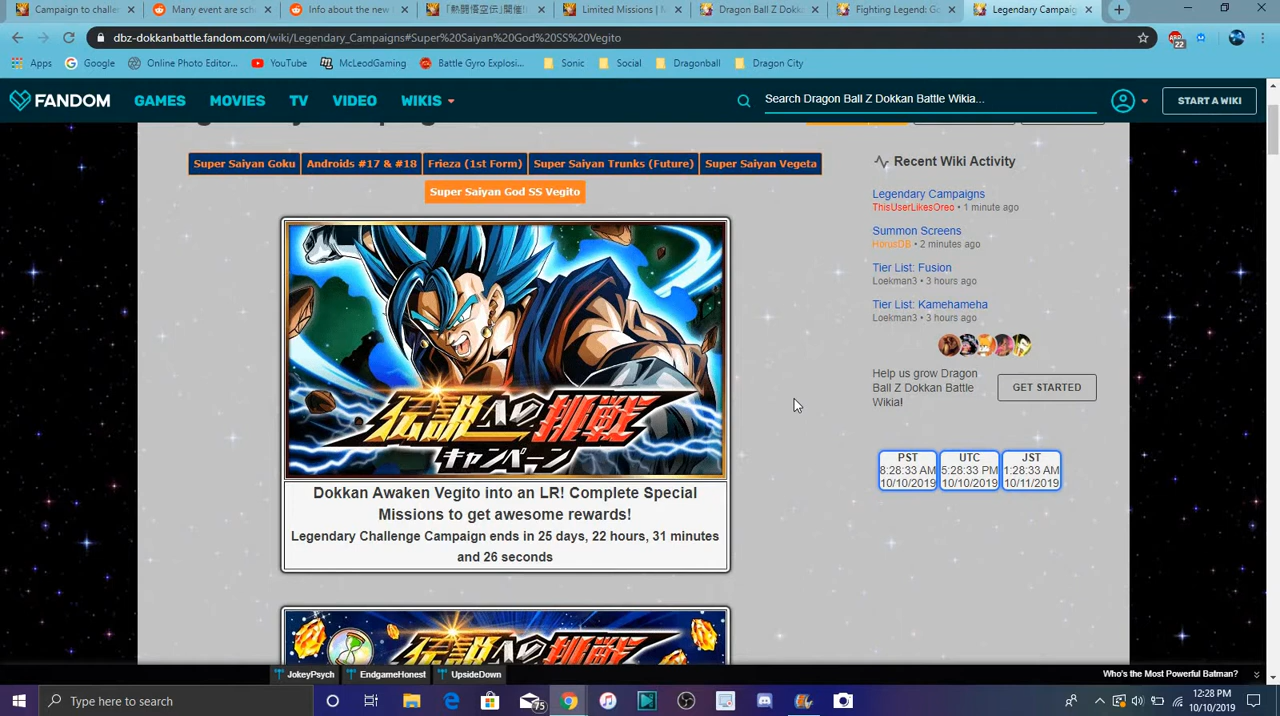 Campaign to challe
Many event are sch
Info about the new
「熱闘悟空伝」開催!
Limited Missions | M
Dragon Ball Z Dokk
Fighting Legend: Go
Legendary Campaig
dbz-dokkanbattle.fandom.com/wiki/Legendary_Campaigns#Super%20Saiyan%20God%20SS%20Vegito
22
Apps
Google
Online Photo Editor...
YouTube
McLeodGaming
Battle Gyro Explosi...
Sonic
Social
Dragonball
Dragon City
FANDOM
GAMES
MOVIES
TV
VIDEO
WIKIS
Search Dragon Ball Z Dokkan Battle Wikia...
START A WIKI
Super Saiyan Goku
Androids #17 & #18
Frieza (1st Form)
Super Saiyan Trunks (Future)
Super Saiyan Vegeta
Super Saiyan God SS Vegito
伝説への挑戦
キャンペーン
Dokkan Awaken Vegito into an LR! Complete Special
Missions to get awesome rewards!
Legendary Challenge Campaign ends in 25 days, 22 hours, 31 minutes
and 26 seconds
伝説への挑戦
Recent Wiki Activity
Legendary Campaigns
ThisUserLikesOreo • 1 minute ago
Summon Screens
HorusDB • 2 minutes ago
Tier List: Fusion
Loekman3 • 3 hours ago
Tier List: Kamehameha
Loekman3 • 3 hours ago
Help us grow Dragon
Ball Z Dokkan Battle
Wikia!
GET STARTED
PST
8:28:33 AM
10/10/2019
UTC
5:28:33 PM
10/10/2019
JST
1:28:33 AM
10/11/2019
JokeyPsych
EndgameHonest
UpsideDown
Who's the Most Powerful Batman?
Type here to search
75
12:28 PM
10/10/2019